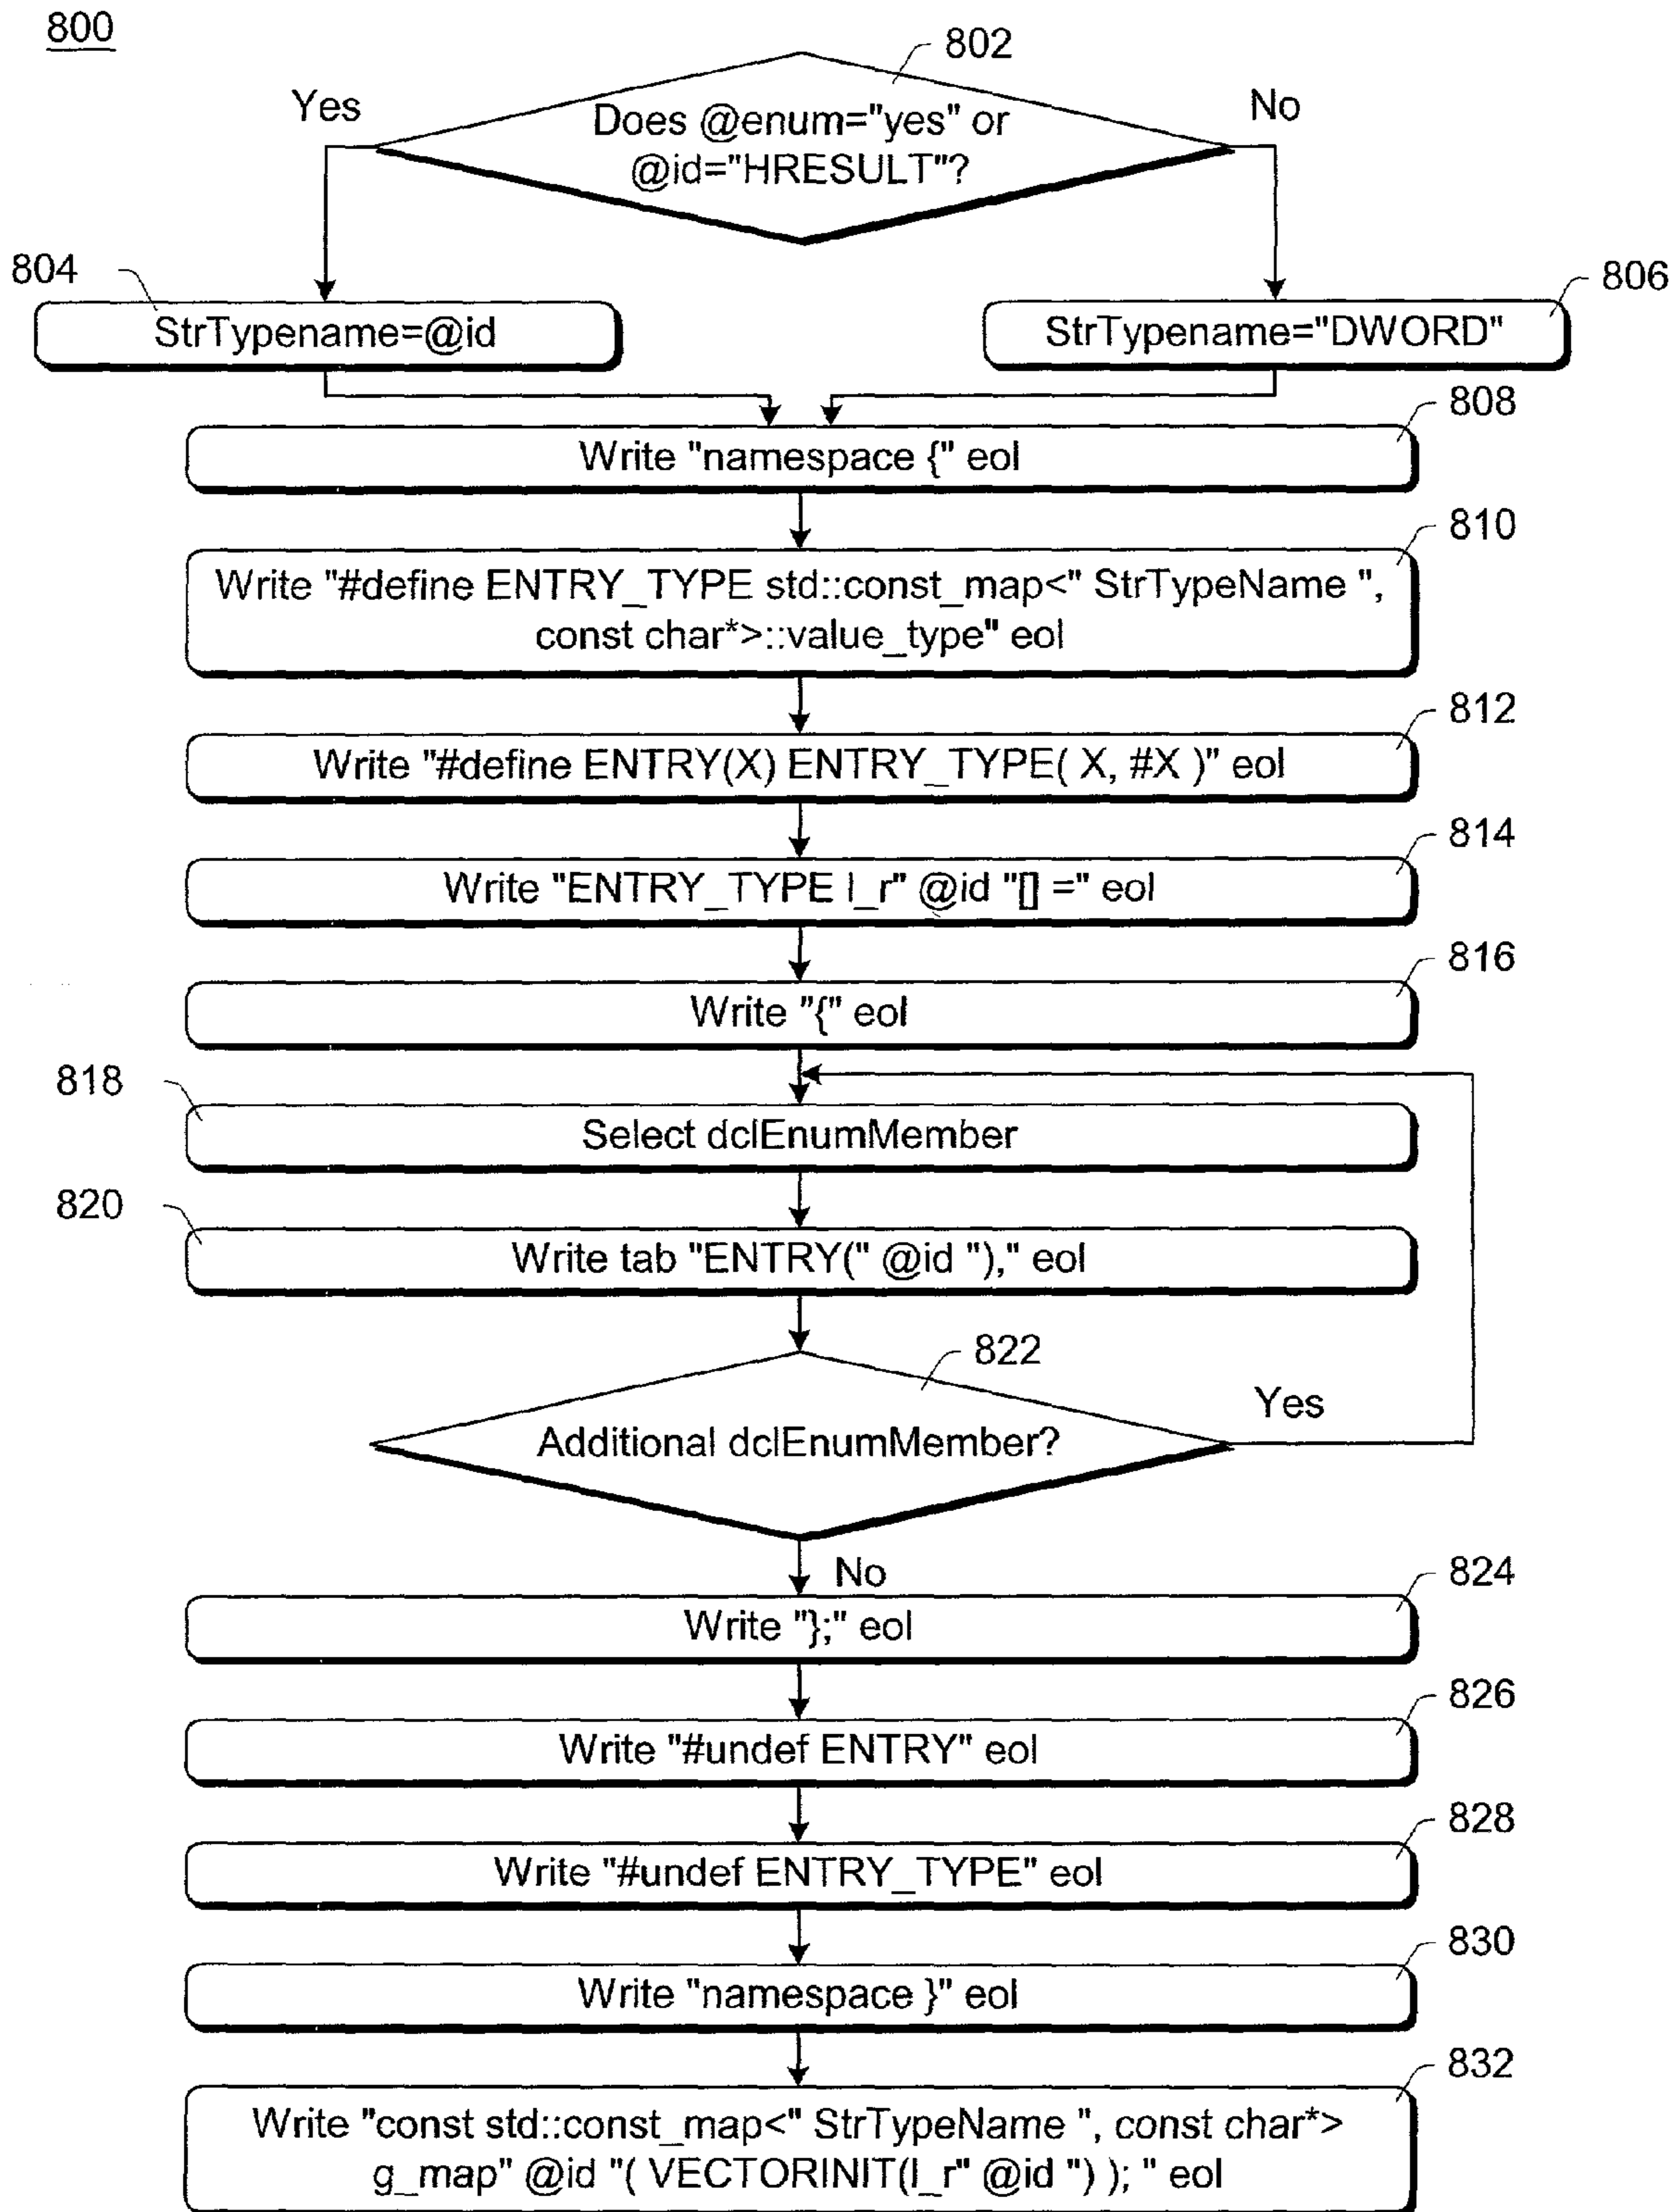 800
802
Yes
No
Does @enum="yes" or
@id="HRESULT"?
804
806
StrTypename=@id
StrTypename="DWORD"
808
Write "namespace {" eol
810
Write "#define ENTRY_TYPE std::const_map<" StrTypeName ",
const char*>::value_type" eol
812
Write "#define ENTRY(X) ENTRY_TYPE( X, #X )" eol
814
Write "ENTRY_TYPE l_r" @id "[] =" eol
816
Write "{" eol
818
Select dclEnumMember
820
Write tab "ENTRY(" @id ")," eol
822
Yes
Additional dclEnumMember?
No
824
Write "};" eol
826
Write "#undef ENTRY" eol
828
Write "#undef ENTRY_TYPE" eol
830
Write "namespace }" eol
832
Write "const std::const_map<" StrTypeName ", const char*>
g_map" @id "( VECTORINIT(l_r" @id ") ); " eol